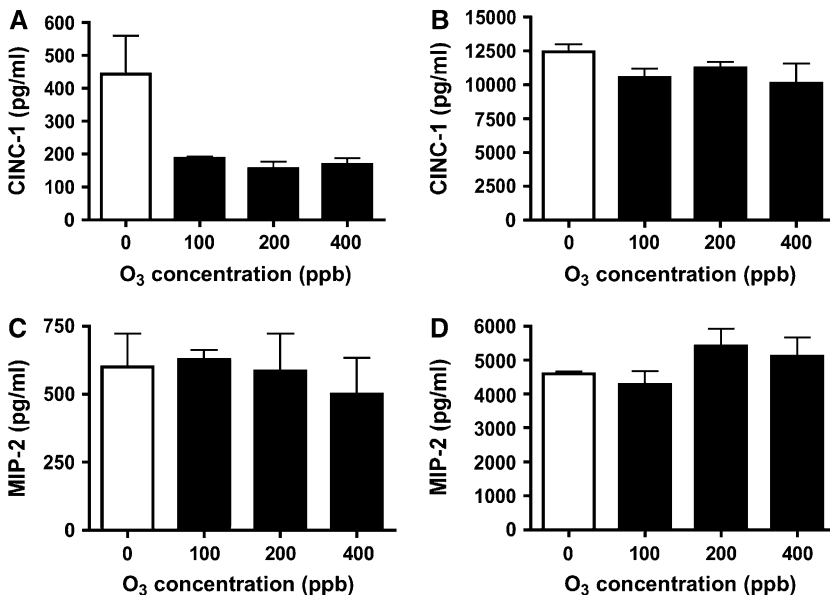 A
600
500
400
300
200
100
0
CINC-1 (pg/ml)
0 100 200 400
O₃ concentration (ppb)
B
15000
12500
10000
7500
5000
2500
0
CINC-1 (pg/ml)
0 100 200 400
O₃ concentration (ppb)
C
750
500
250
0
MIP-2 (pg/ml)
0 100 200 400
O₃ concentration (ppb)
D
6000
5000
4000
3000
2000
1000
0
MIP-2 (pg/ml)
0 100 200 400
O₃ concentration (ppb)